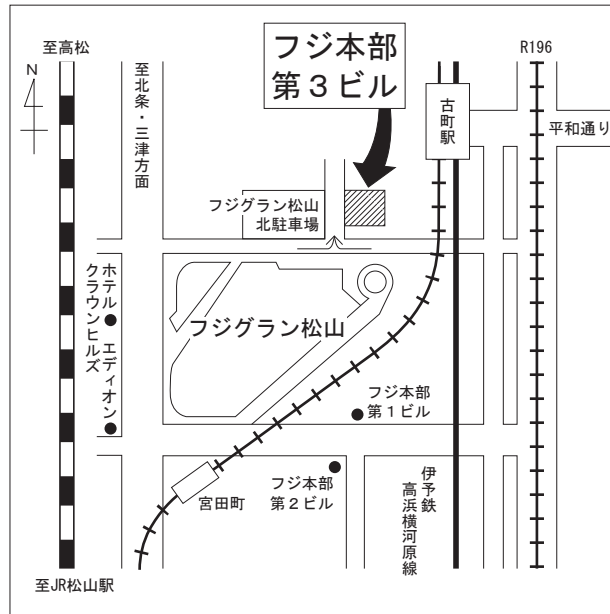 至高松
フジ本部
第３ビル
R196
N
至北条・三津方面
古町駅
平和通り
フジグラン松山
北駐車場
ホテル
クラウンヒルズ
フジグラン松山
エディオン
フジ本部
第１ビル
フジ本部
第２ビル
宮田町
伊予鉄
高浜横河原線
至JR松山駅